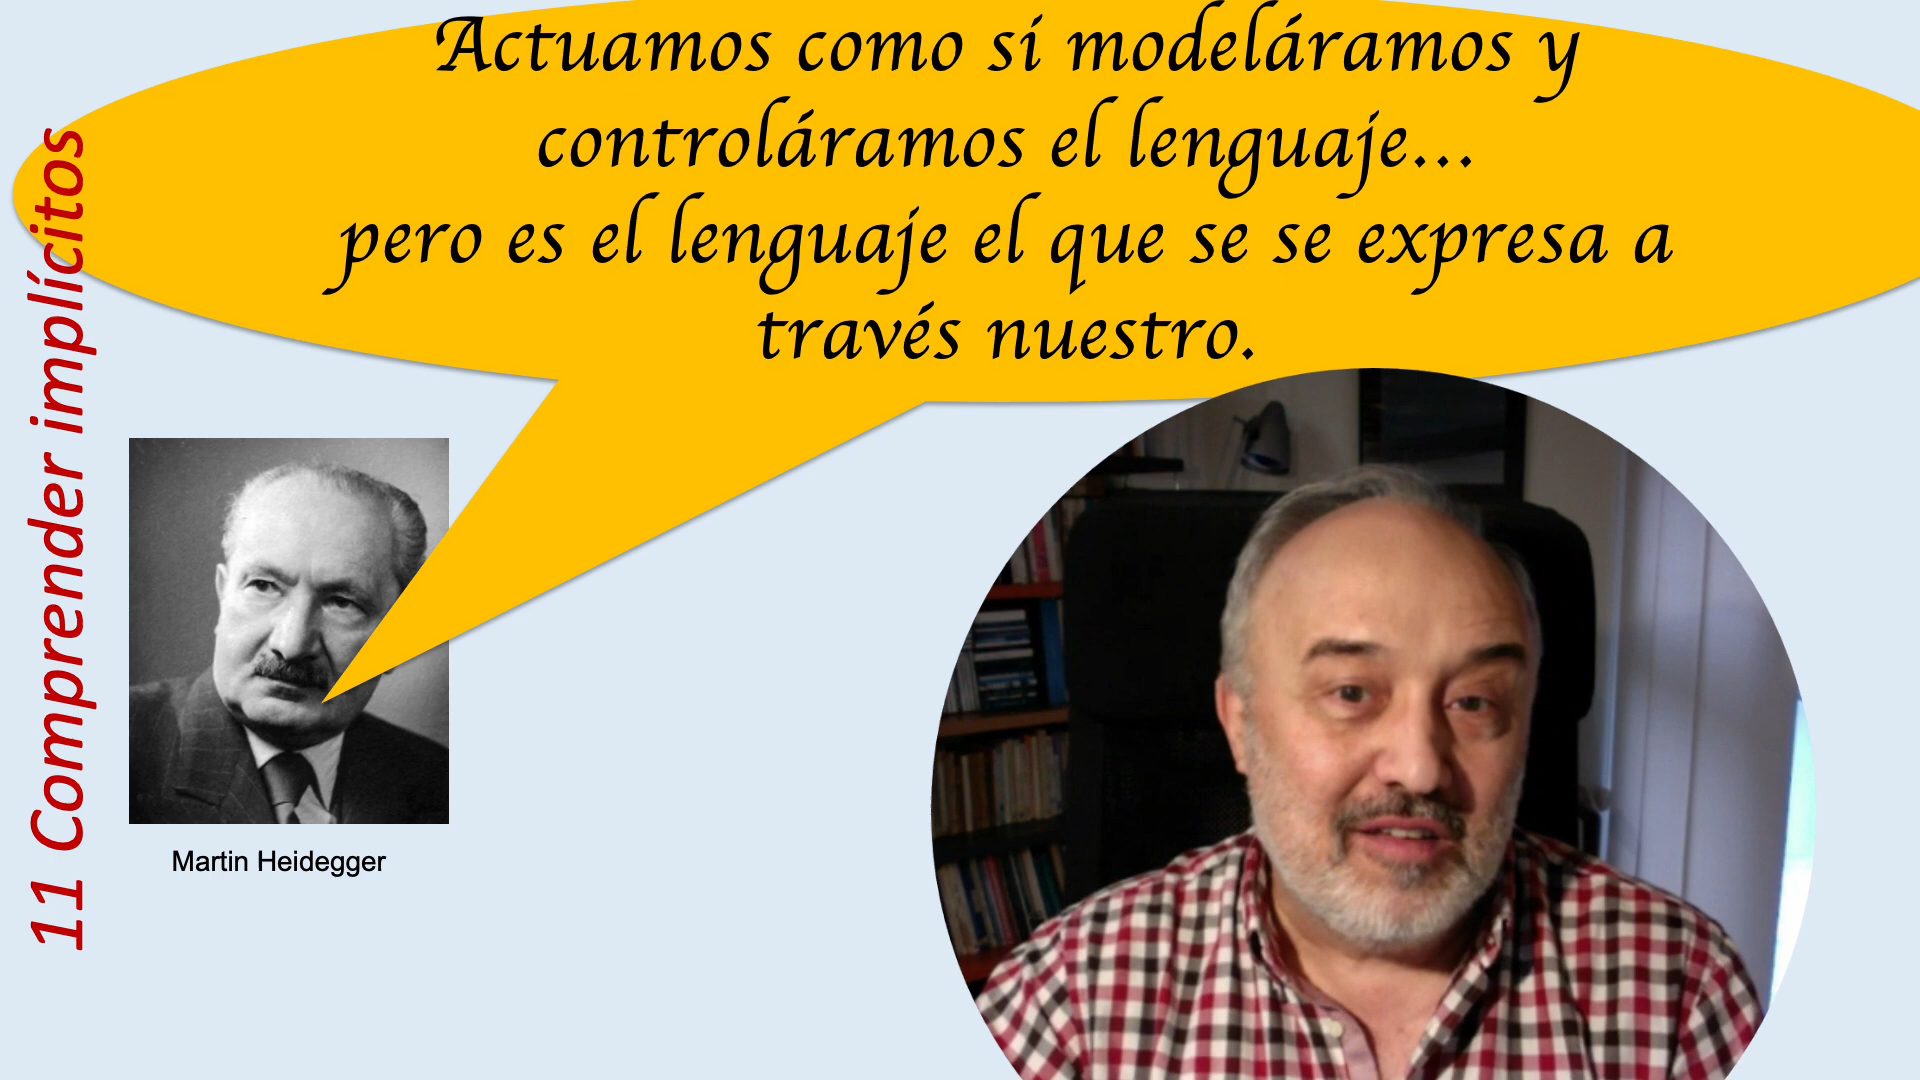 Actuamos como si modeláramos y
controláramos el lenguaje...
pero es el lenguaje el que se se expresa a
través nuestro.
11 Comprender implícitos
Martin Heidegger